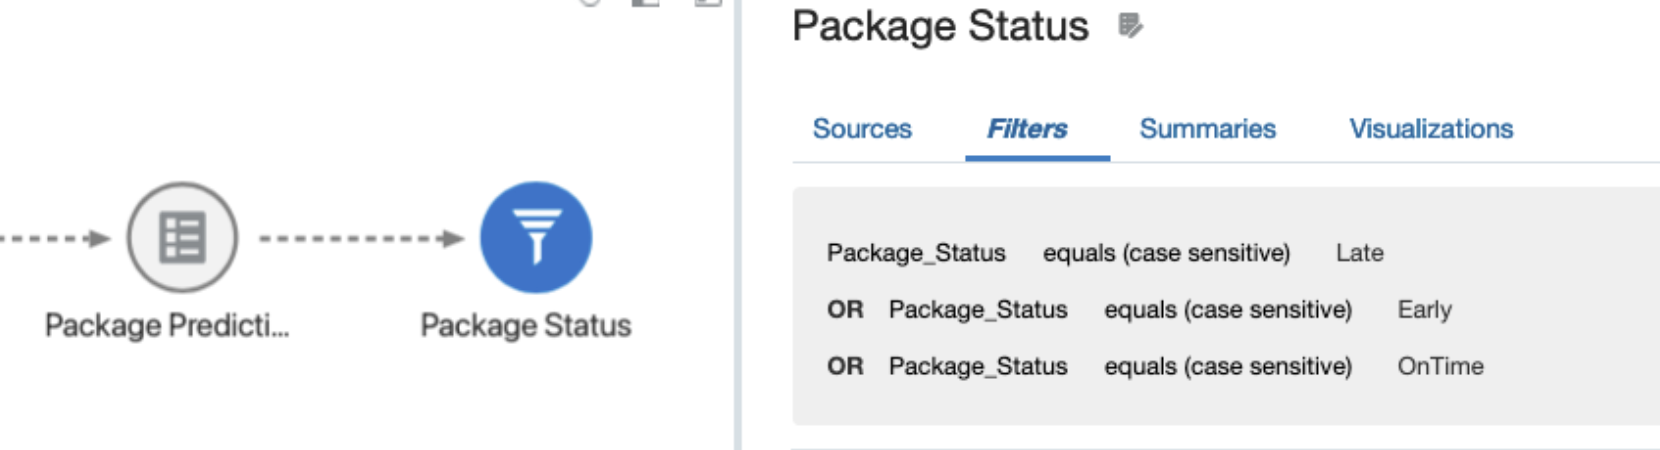 Package Status
Sources Filters Summaries Visualizations
Package_Status equals (case sensitive) Late
OR Package_Status equals (case sensitive) Early
OR Package_Status equals (case sensitive) OnTime
Package Predicti...
Package Status